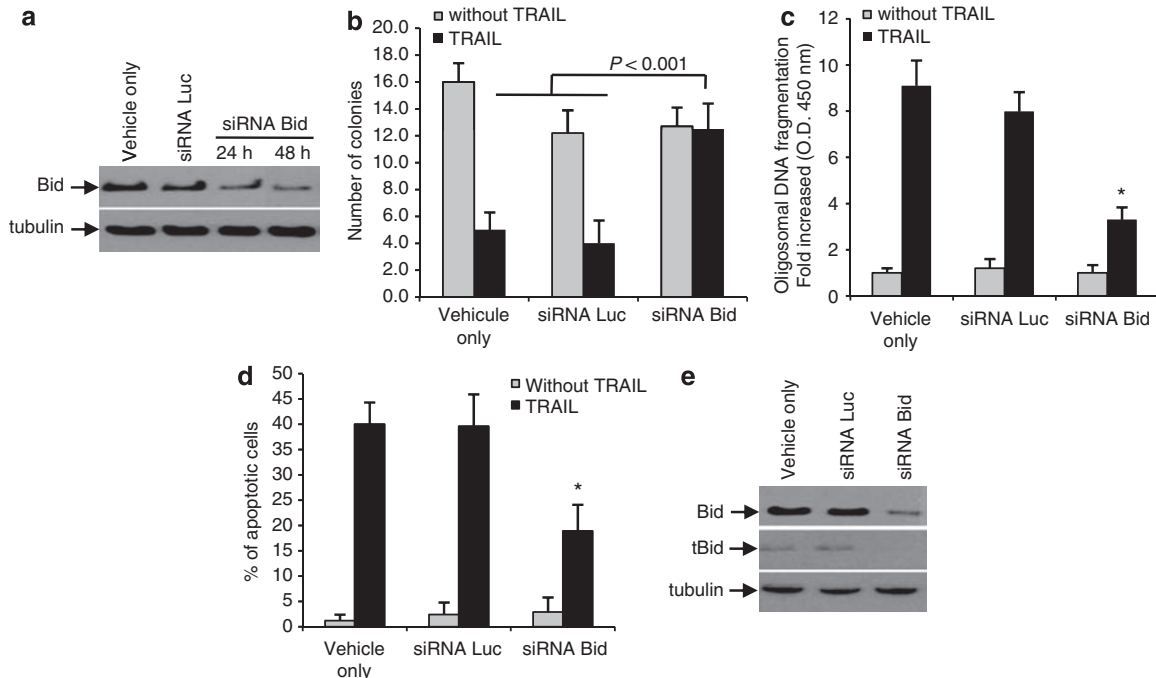 a
Vehicle only
siRNA Luc
siRNA Bid
24 h 48 h
Bid
tubulin
b
without TRAIL
TRAIL
P < 0.001
Number of colonies
18.0
16.0
14.0
12.0
10.0
8.0
6.0
4.0
2.0
0.0
Vehicule only
siRNA Luc
siRNA Bid
c
without TRAIL
TRAIL
Oligosomal DNA fragmentation
Fold increased (O.D. 450 nm)
12
10
8
6
4
2
0
*
Vehicle only
siRNA Luc
siRNA Bid
d
Without TRAIL
TRAIL
% of apoptotic cells
50
45
40
35
30
25
20
15
10
5
0
*
Vehicle only
siRNA Luc
siRNA Bid
e
Vehicle only
siRNA Luc
siRNA Bid
Bid
tBid
tubulin